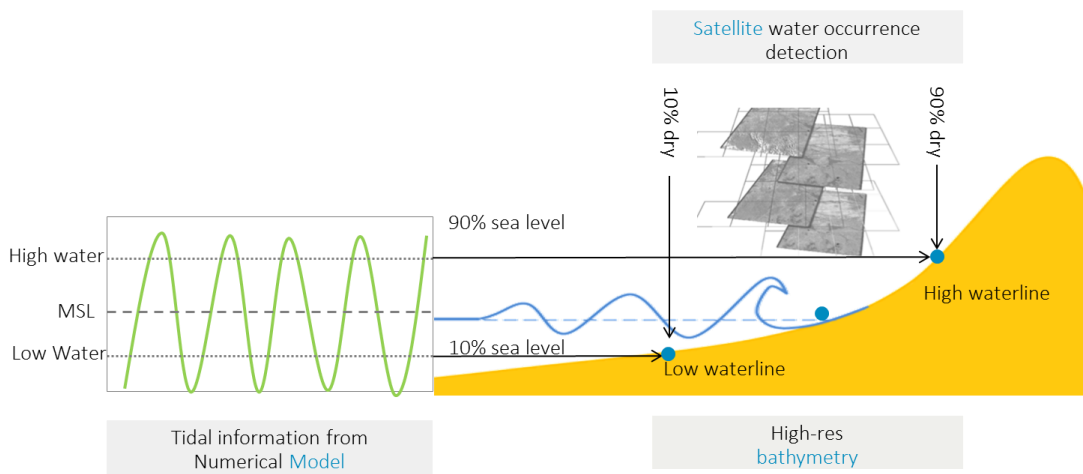 Satellite water occurrence
detection
10% dry
90% dry
90% sea level
High water
MSL
High waterline
Low Water
10% sea level
Low waterline
Tidal information from
Numerical Model
High-res
bathymetry